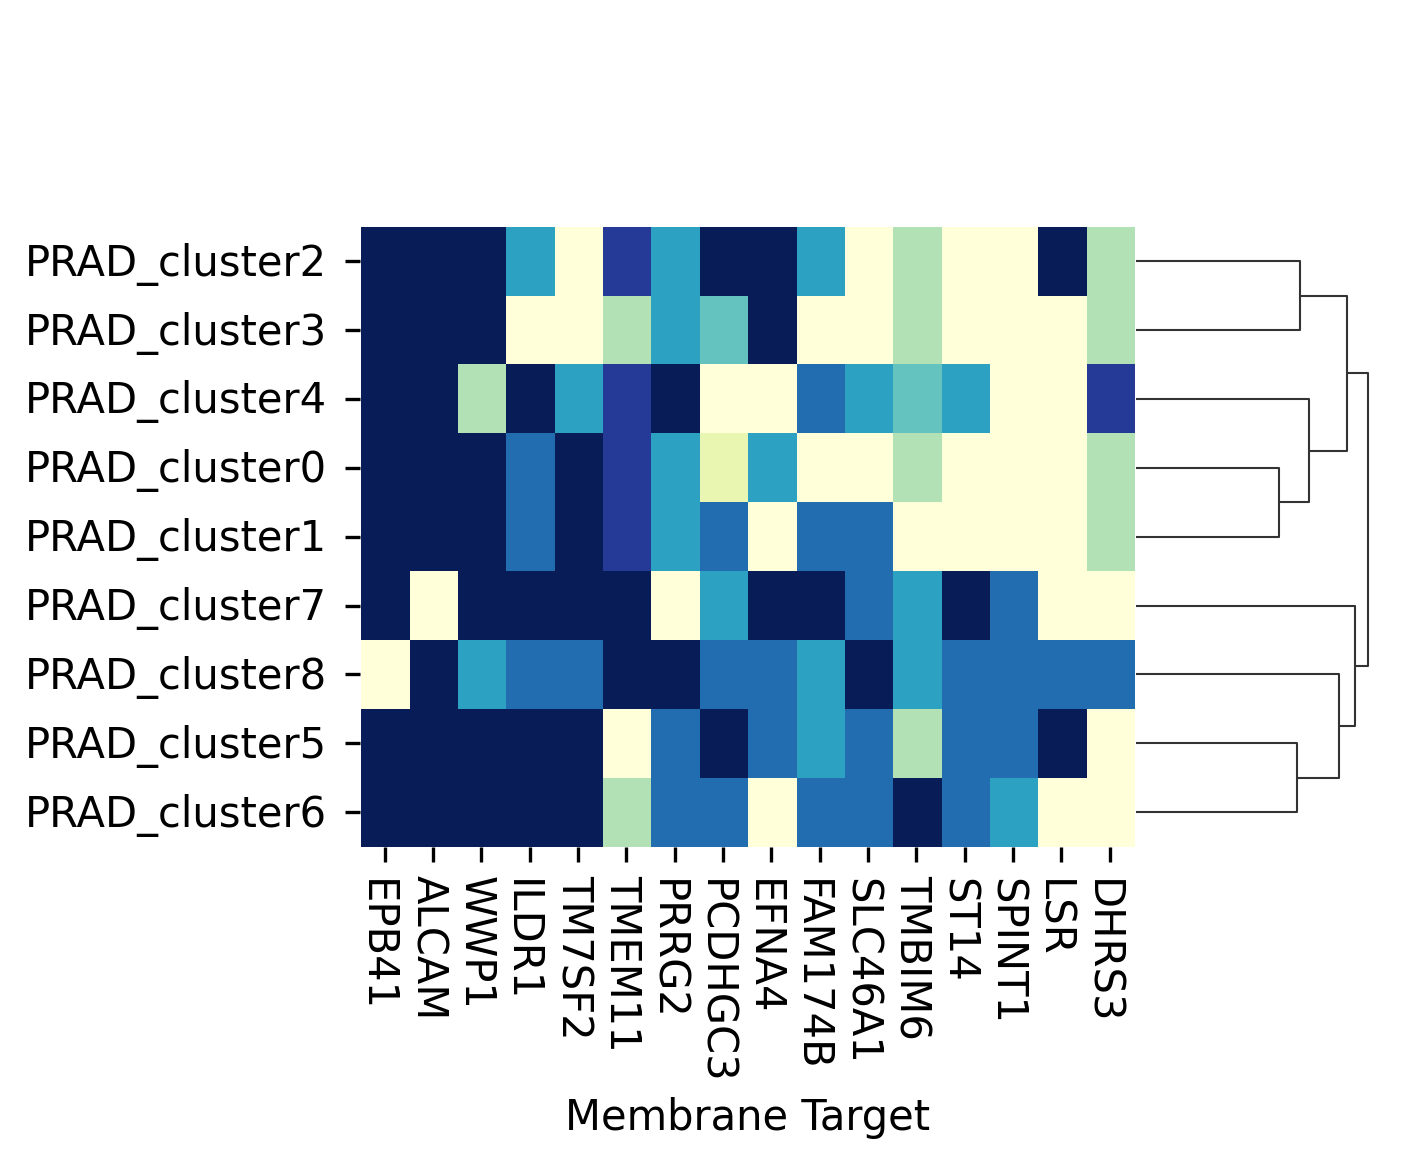 PRAD_cluster2
PRAD_cluster3
PRAD_cluster4
PRAD_cluster0
PRAD_cluster1
PRAD_cluster7
PRAD_cluster8
PRAD_cluster5
PRAD_cluster6
EPB41
ALCAM
WWP1
ILDR1
TM7SF2
TMEM11
PRRG2
PCDHGC3
EFNA4
FAM174B
SLC46A1
TMBIM6
ST14
SPINT1
LSR
DHRS3
Membrane Target